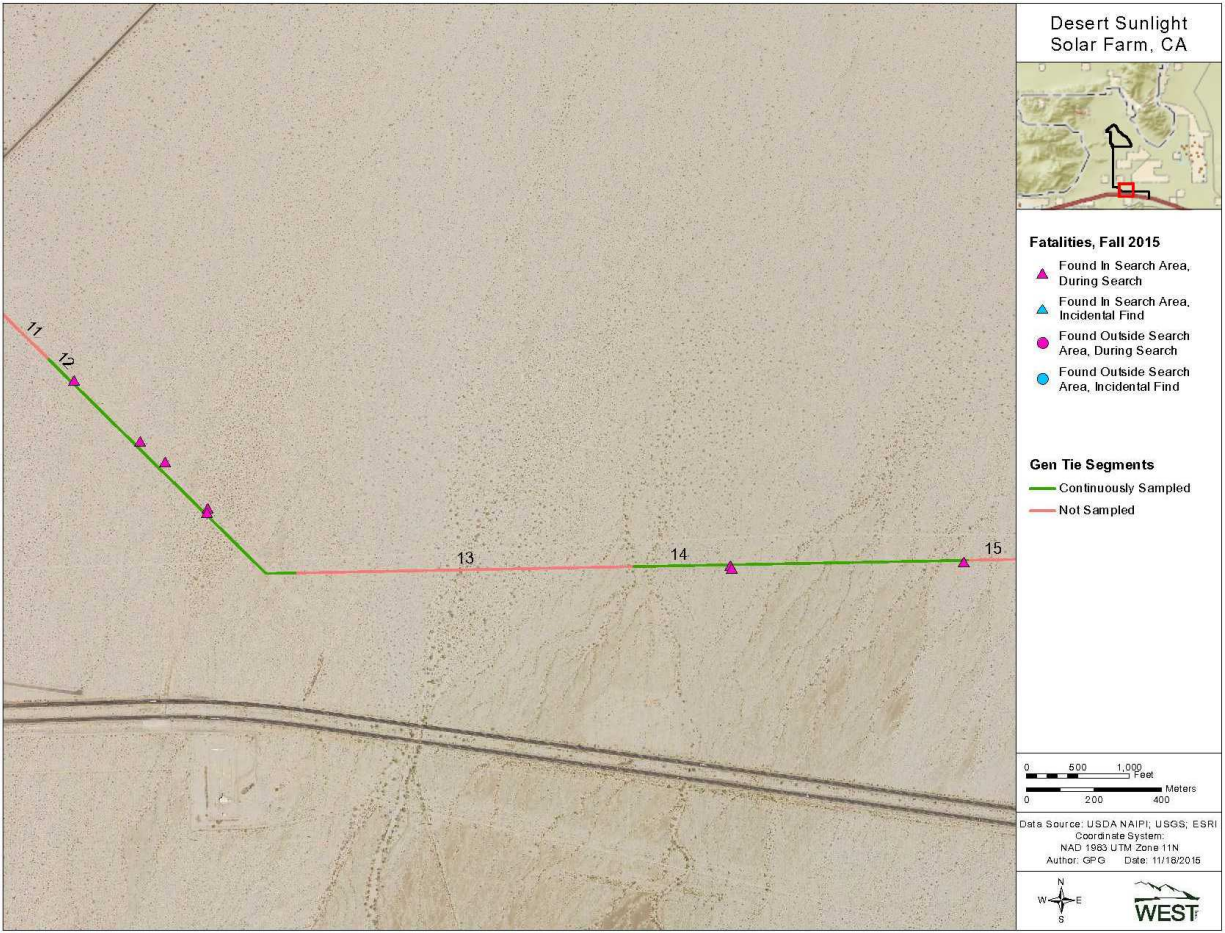 Desert Sunlight
Solar Farm, CA
Fatalities, Fall 2015
Found In Search Area,
During Search
Found In Search Area,
Incidental Find
Found Outside Search
Area, During Search
Found Outside Search
Area, Incidental Find
Gen Tie Segments
Continuously Sampled
Not Sampled
11
12
13
14
15
0 500 1,000
Feet
Meters
0 200 400
Data Source: USDA NAIPI; USGS; ESRI
Coordinate System:
NAD 1983 UTM Zone 11N
Author: GPG Date: 11/18/2015
N
W E
S
WEST